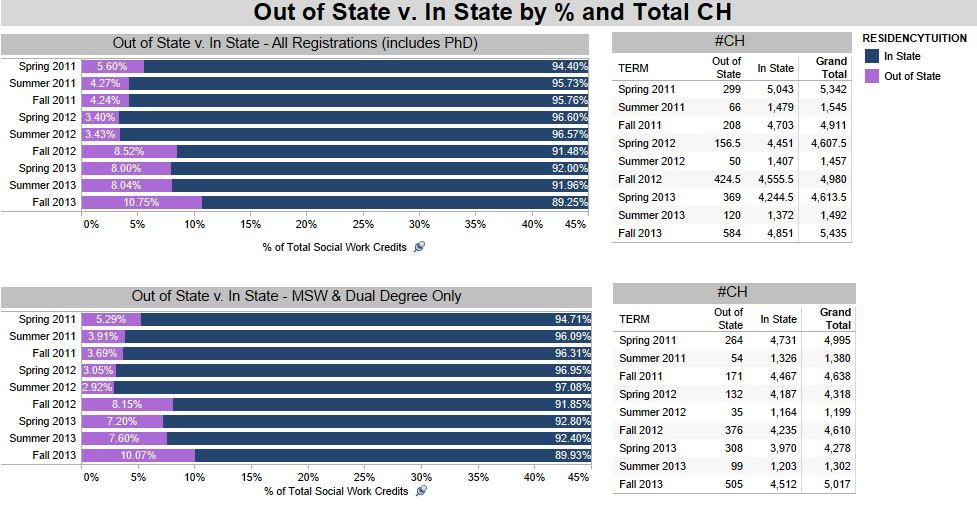 Out of State v. In State by % and Total CH
Out of State v. In State - All Registrations (includes PhD)
Spring 2011 5.60% 94.40%
Summer 2011 4.27% 95.73%
Fall 2011 4.24% 95.76%
Spring 2012 3.40% 96.60%
Summer 2012 3.43% 96.57%
Fall 2012 8.52% 91.48%
Spring 2013 8.00% 92.00%
Summer 2013 8.04% 91.96%
Fall 2013 10.75% 89.25%
0% 5% 10% 15% 20% 25% 30% 35% 40% 45%
% of Total Social Work Credits
#CH
TERM Out of State In State Grand Total
Spring 2011 299 5,043 5,342
Summer 2011 66 1,479 1,545
Fall 2011 208 4,703 4,911
Spring 2012 156.5 4,451 4,607.5
Summer 2012 50 1,407 1,457
Fall 2012 424.5 4,555.5 4,980
Spring 2013 369 4,244.5 4,613.5
Summer 2013 120 1,372 1,492
Fall 2013 584 4,851 5,435
RESIDENCYTUITION
In State
Out of State
Out of State v. In State - MSW & Dual Degree Only
Spring 2011 5.29% 94.71%
Summer 2011 3.91% 96.09%
Fall 2011 3.69% 96.31%
Spring 2012 3.05% 96.95%
Summer 2012 2.92% 97.08%
Fall 2012 8.15% 91.85%
Spring 2013 7.20% 92.80%
Summer 2013 7.60% 92.40%
Fall 2013 10.07% 89.93%
0% 5% 10% 15% 20% 25% 30% 35% 40% 45%
% of Total Social Work Credits
#CH
TERM Out of State In State Grand Total
Spring 2011 264 4,731 4,995
Summer 2011 54 1,326 1,380
Fall 2011 171 4,467 4,638
Spring 2012 132 4,187 4,318
Summer 2012 35 1,164 1,199
Fall 2012 376 4,235 4,610
Spring 2013 308 3,970 4,278
Summer 2013 99 1,203 1,302
Fall 2013 505 4,512 5,017